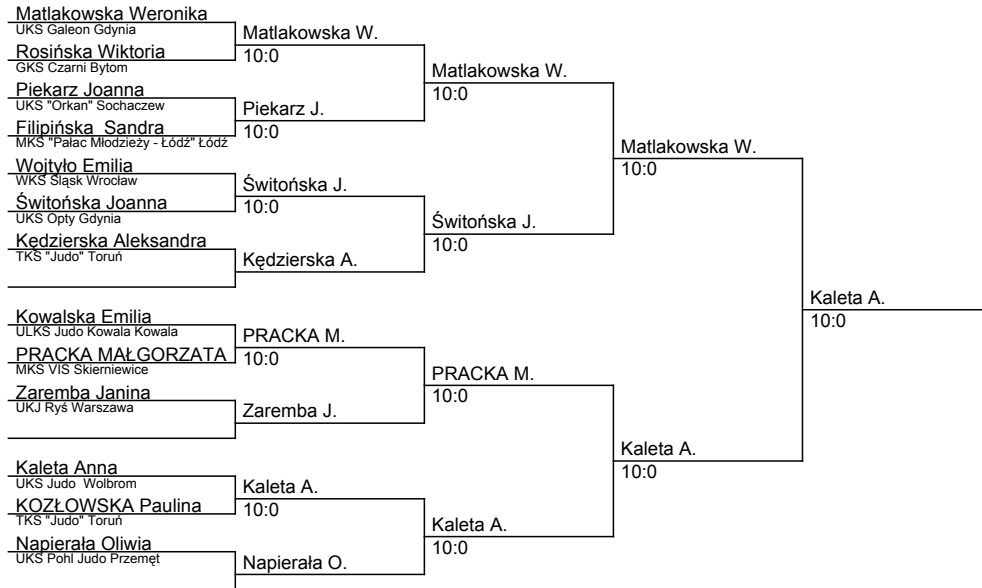 Matlakowska Weronika
UKS Galeon Gdynia
Rosińska Wiktoria
GKS Czarni Bytom
Piekarz Joanna
UKS "Orkan" Sochaczew
Filipińska  Sandra
MKS "Pałac Młodzieży - Łódź" Łódź
Wojtyło Emilia
WKS Śląsk Wrocław
Świtońska Joanna
UKS Opty Gdynia
Kędzierska Aleksandra
TKS "Judo" Toruń
Kowalska Emilia
ULKS Judo Kowala Kowala
PRACKA MAŁGORZATA
MKS VIS Skierniewice
Zaremba Janina
UKJ Ryś Warszawa
Kaleta Anna
UKS Judo  Wolbrom
KOZŁOWSKA Paulina
TKS "Judo" Toruń
Napierała Oliwia
UKS Pohl Judo Przemęt
Matlakowska W.
10:0
Piekarz J.
10:0
Świtońska J.
10:0
Kędzierska A.
PRACKA M.
10:0
Zaremba J.
Kaleta A.
10:0
Napierała O.
Matlakowska W.
10:0
Świtońska J.
10:0
PRACKA M.
10:0
Kaleta A.
10:0
Matlakowska W.
10:0
Kaleta A.
10:0
Kaleta A.
10:0